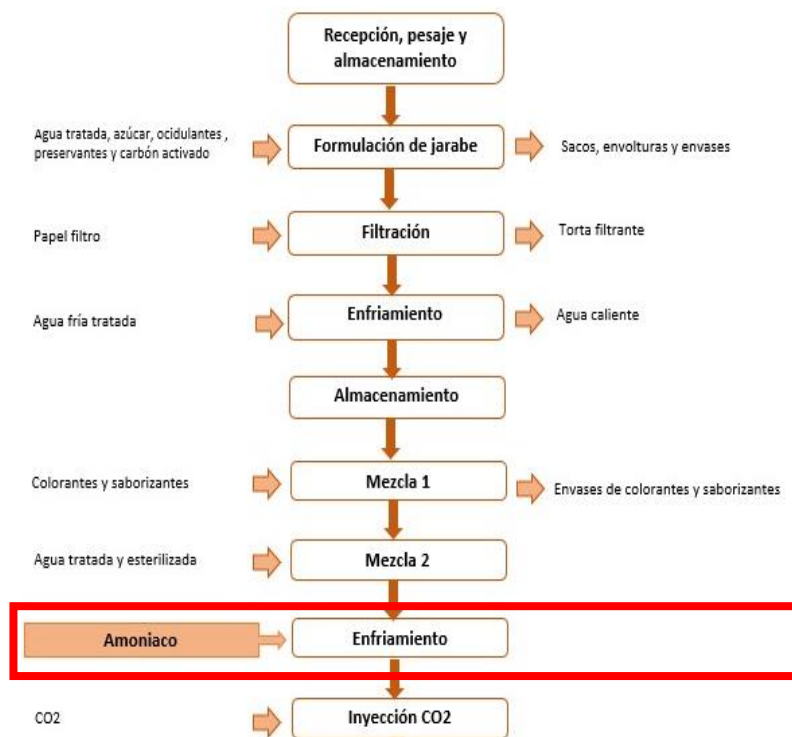 Recepción, pesaje y
almacenamiento
Agua tratada, azúcar, ocidulantes ,
preservantes y carbón activado
Formulación de jarabe
Sacos, envolturas y envases
Papel filtro
Filtración
Torta filtrante
Agua fría tratada
Enfriamiento
Agua caliente
Almacenamiento
Colorantes y saborizantes
Mezcla 1
Envases de colorantes y saborizantes
Agua tratada y esterilizada
Mezcla 2
Amoniaco
Enfriamiento
CO2
Inyección CO2